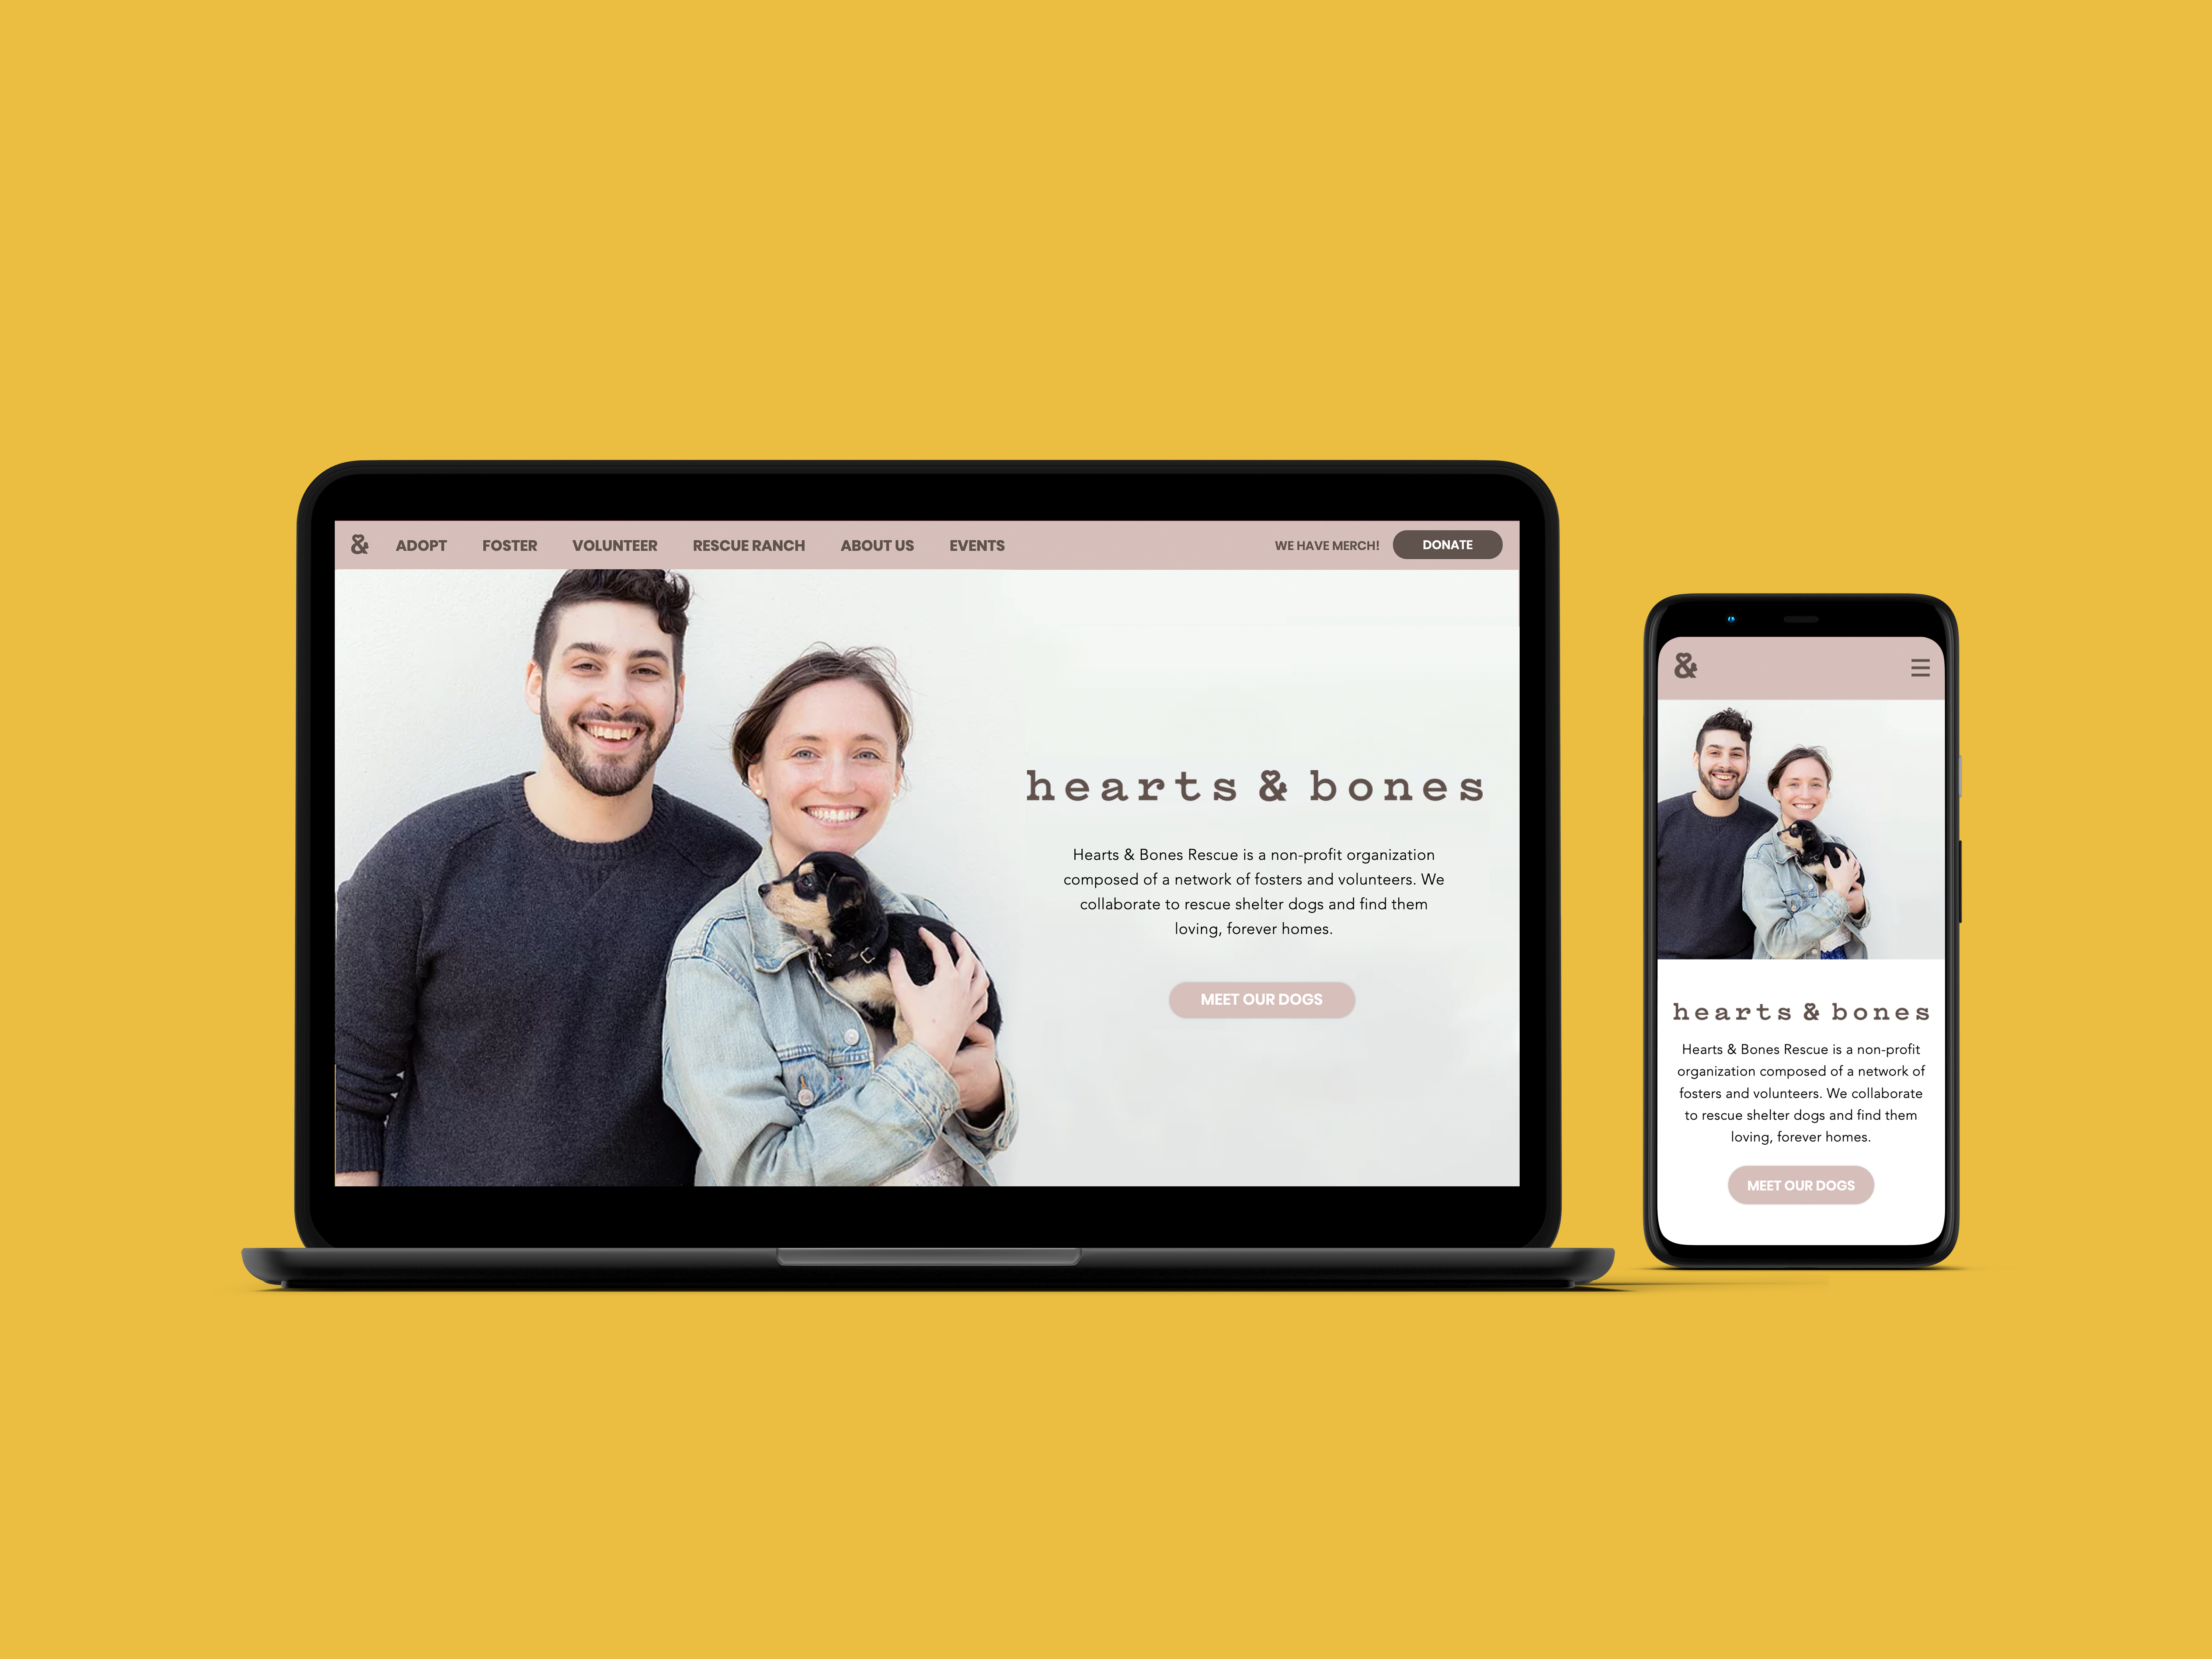 & ADOPT FOSTER VOLUNTEER RESCUE RANCH ABOUT US EVENTS WE HAVE MERCH! DONATE
hearts & bones
Hearts & Bones Rescue is a non-profit organization
composed of a network of fosters and volunteers. We
collaborate to rescue shelter dogs and find them
loving, forever homes.
MEET OUR DOGS
&
hearts & bones
Hearts & Bones Rescue is a non-profit
organization composed of a network of
fosters and volunteers. We collaborate
to rescue shelter dogs and find them
loving, forever homes.
MEET OUR DOGS